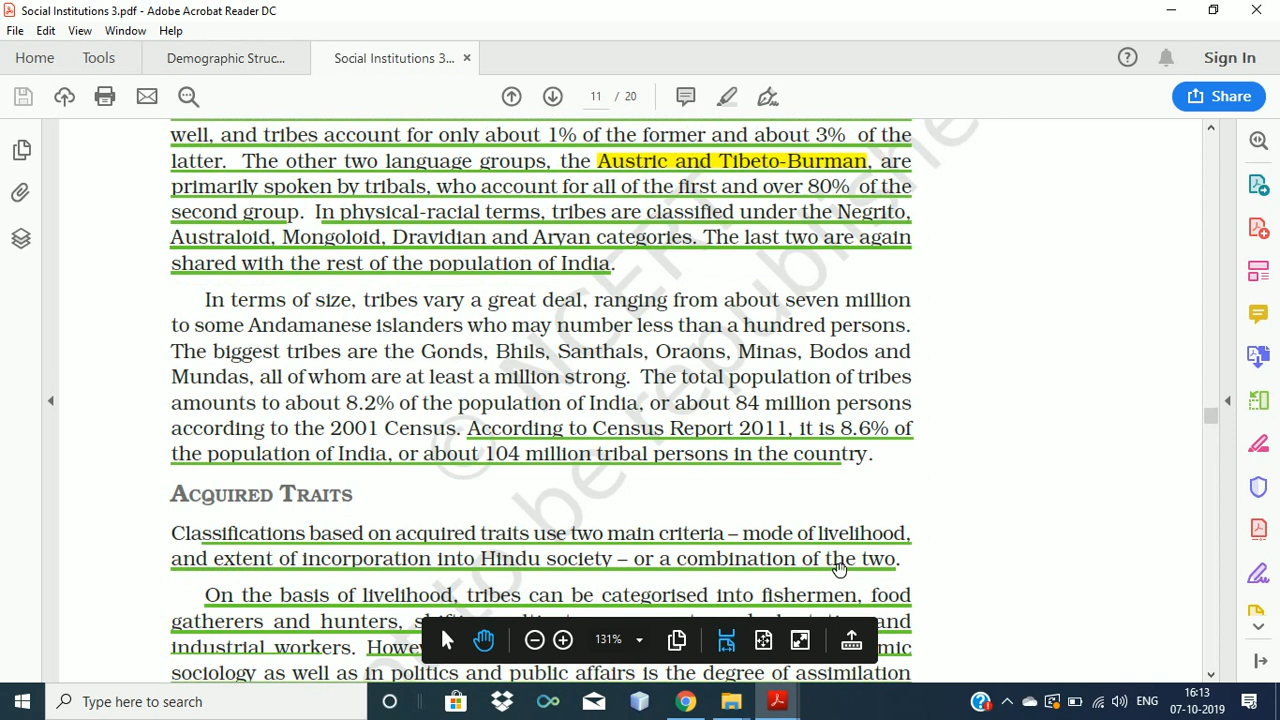 Social Institutions 3.pdf - Adobe Acrobat Reader DC
File Edit View Window Help
Home Tools Demographic Struc... Social Institutions 3... × Sign In
11 / 20 Share
well, and tribes account for only about 1% of the former and about 3% of the
latter. The other two language groups, the Austric and Tibeto-Burman, are
primarily spoken by tribals, who account for all of the first and over 80% of the
second group. In physical-racial terms, tribes are classified under the Negrito,
Australoid, Mongoloid, Dravidian and Aryan categories. The last two are again
shared with the rest of the population of India.
In terms of size, tribes vary a great deal, ranging from about seven million
to some Andamanese islanders who may number less than a hundred persons.
The biggest tribes are the Gonds, Bhils, Santhals, Oraons, Minas, Bodos and
Mundas, all of whom are at least a million strong. The total population of tribes
amounts to about 8.2% of the population of India, or about 84 million persons
according to the 2001 Census. According to Census Report 2011, it is 8.6% of
the population of India, or about 104 million tribal persons in the country.
ACQUIRED TRAITS
Classifications based on acquired traits use two main criteria – mode of livelihood,
and extent of incorporation into Hindu society – or a combination of the two.
On the basis of livelihood, tribes can be categorised into fishermen, food
gatherers and hunters, and
industrial workers.
sociology as well as in politics and public affairs is the degree of assimilation
© NCERT
be republished
131%
Type here to search
ENG
16:13
07-10-2019